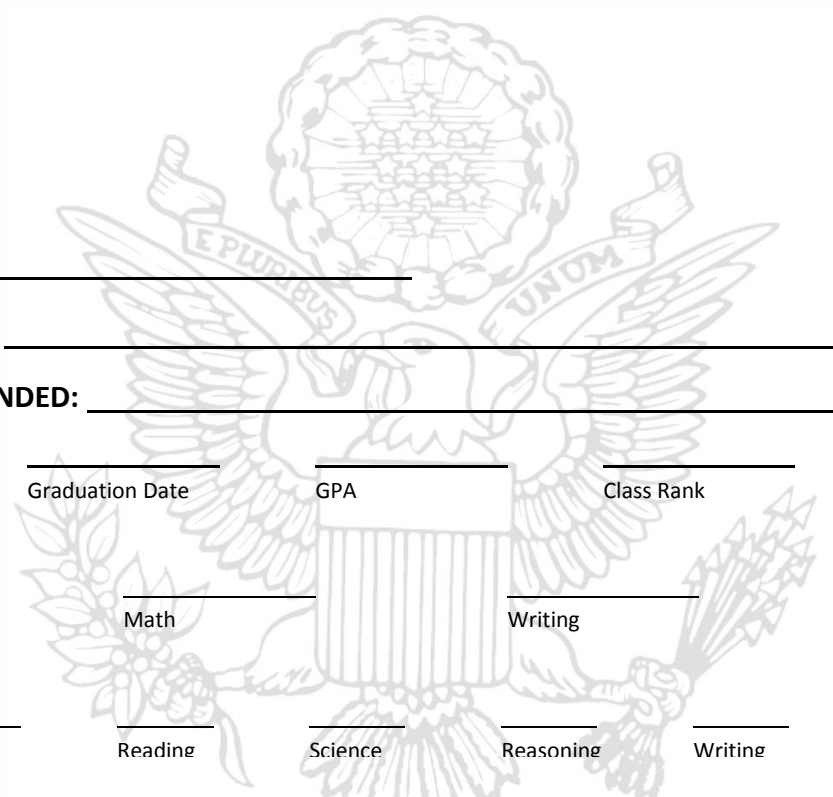 E PLURIBUS UNUM
NDED:
Graduation Date GPA Class Rank
Math Writing
Reading Science Reasoning Writing